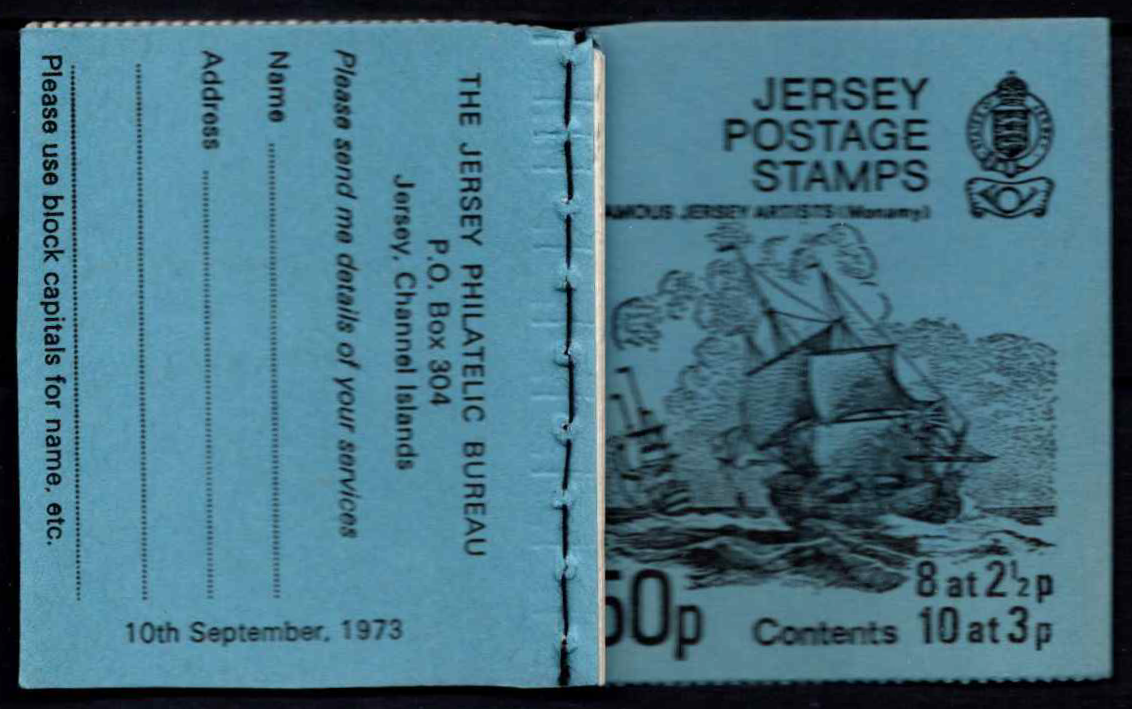 THE JERSEY PHILATELIC BUREAU
P.O. Box 304
Jersey, Channel Islands
Please send me details of your services
Name
Address
Please use block capitals for name, etc.
10th September, 1973
JERSEY
POSTAGE
STAMPS
AMOUS JERSEY ARTISTS (Monamy)
50p
8 at 2½p
Contents 10 at 3p